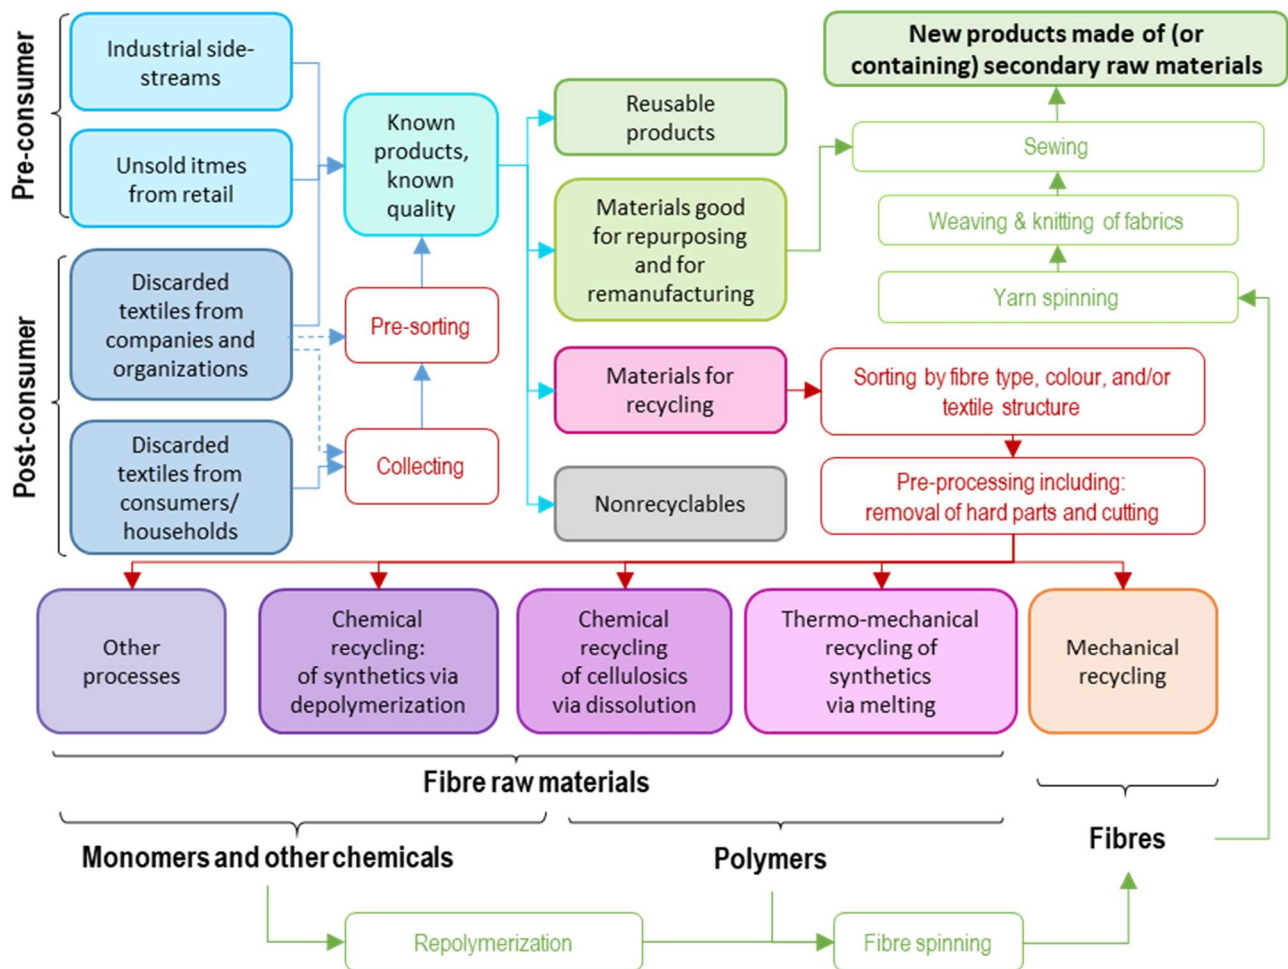 Pre-consumer
Industrial side-
streams
Unsold itmes
from retail
Post-consumer
Discarded
textiles from
companies and
organizations
Discarded
textiles from
consumers/
households
Known
products,
known
quality
Pre-sorting
Collecting
Reusable
products
Materials good
for repurposing
and for
remanufacturing
Materials for
recycling
Nonrecyclables
New products made of (or
containing) secondary raw materials
Sewing
Weaving & knitting of fabrics
Yarn spinning
Sorting by fibre type, colour, and/or
textile structure
Pre-processing including:
removal of hard parts and cutting
Other
processes
Chemical
recycling:
of synthetics via
depolymerization
Chemical
recycling
of cellulosics
via dissolution
Thermo-mechanical
recycling of
synthetics
via melting
Mechanical
recycling
Fibre raw materials
Monomers and other chemicals
Polymers
Fibres
Repolymerization
Fibre spinning